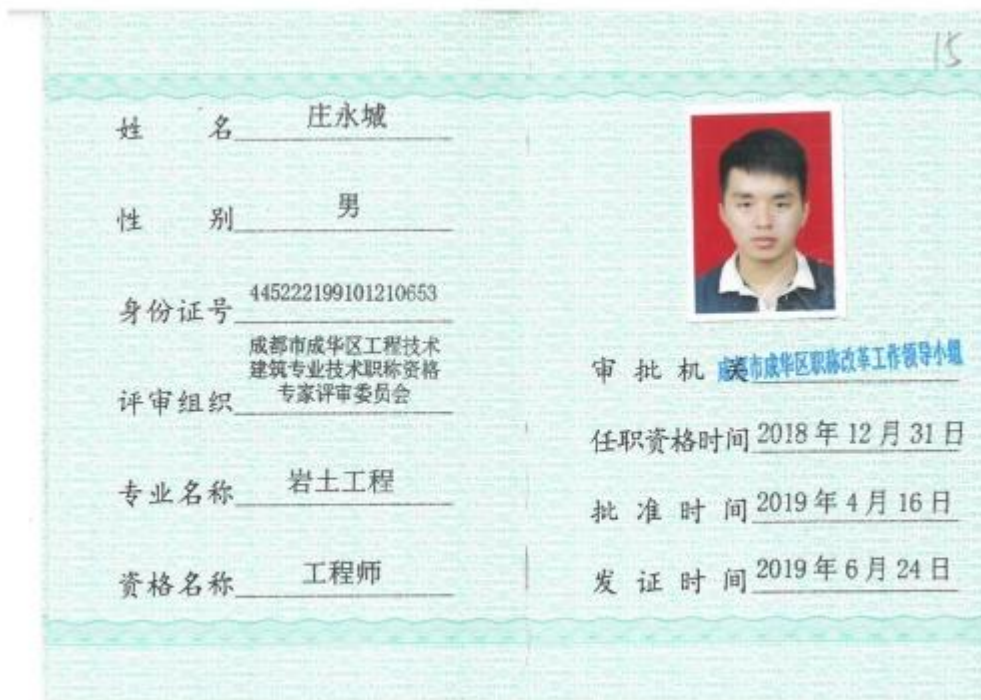 15
姓 名 庄永城
性 别 男
身份证号 445222199101210653
成都市成华区工程技术
建筑专业技术职称资格
评审组织 专家评审委员会
专业名称 岩土工程
资格名称 工程师
审批机关 成都市成华区职称改革工作领导小组
任职资格时间 2018年12月31日
批准时间 2019年4月16日
发证时间 2019年6月24日